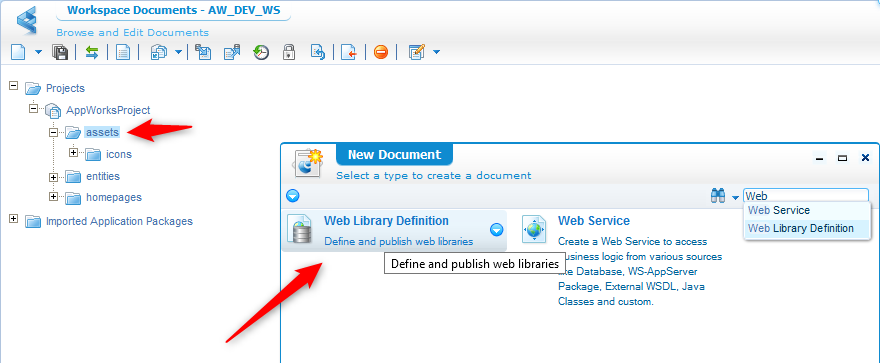 Workspace Documents - AW_DEV_WS
Browse and Edit Documents
Projects
AppWorksProject
assets
icons
entities
homepages
Imported Application Packages
New Document
Select a type to create a document
Web
Web Service
Web Library Definition
Web Library Definition
Define and publish web libraries
Define and publish web libraries
Web Service
Create a Web Service to access
business logic from various sources
like Database, WS-AppServer
Package, External WSDL, Java
Classes and custom.